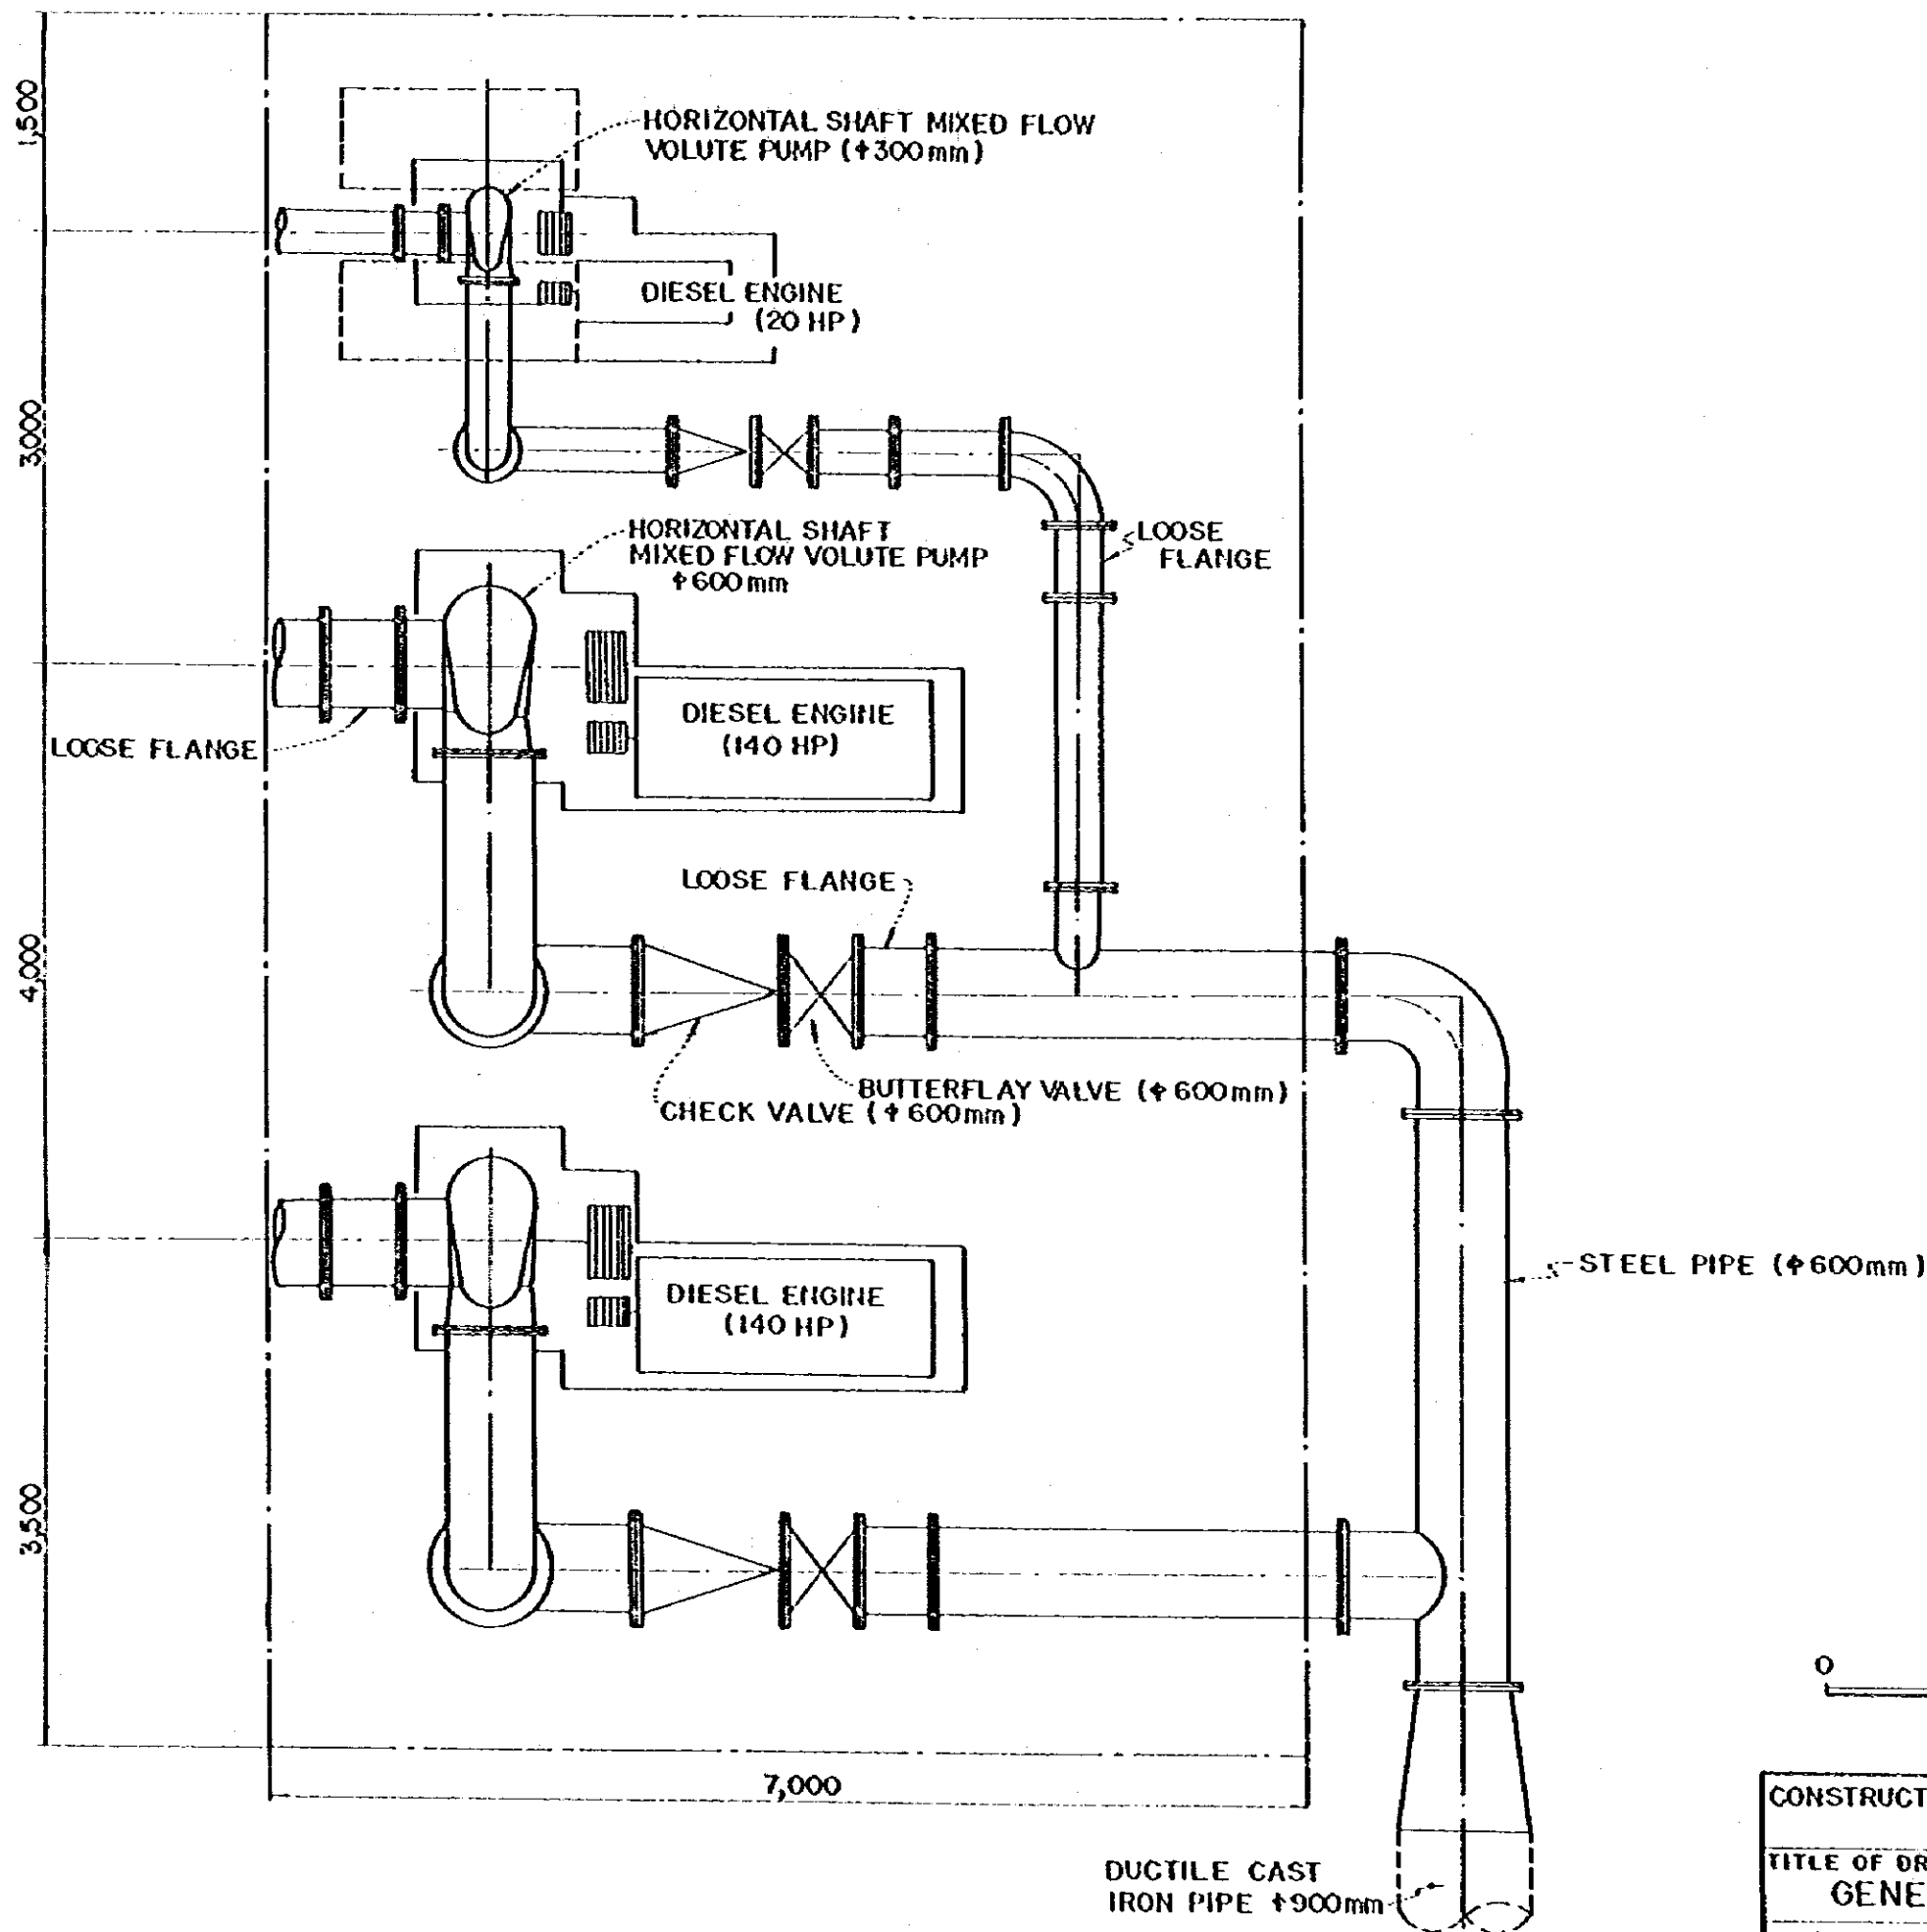 1,500
HORIZONTAL SHAFT MIXED FLOW
VOLUTE PUMP (φ300mm)
DIESEL ENGINE
(20 HP)
3,000
HORIZONTAL SHAFT
MIXED FLOW VOLUTE PUMP
φ600mm
LOOSE
FLANGE
DIESEL ENGINE
(140 HP)
LOOSE FLANGE
LOOSE FLANGE
4,000
BUTTERFLAY VALVE (φ600mm)
CHECK VALVE (φ600mm)
STEEL PIPE (φ600mm)
DIESEL ENGINE
(140 HP)
3,500
0
7,000
CONSTRUCT
TITLE OF DR
GENE
DUCTILE CAST
IRON PIPE φ900mm